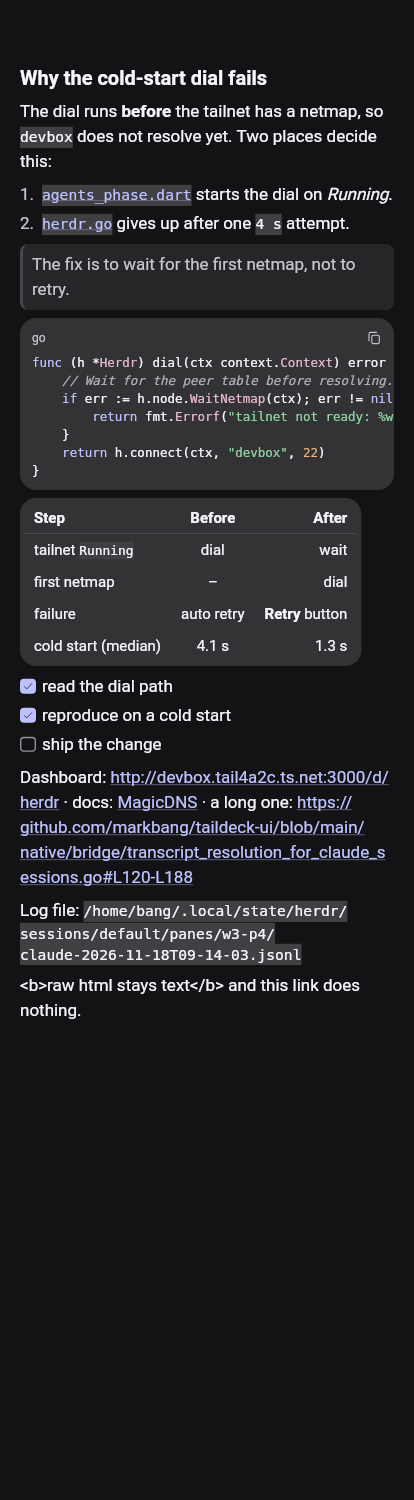 Why the cold-start dial fails
The dial runs before the tailnet has a netmap, so
devbox does not resolve yet. Two places decide
this:
1. agents_phase.dart starts the dial on Running.
2. herdr.go gives up after one 4 s attempt.
The fix is to wait for the first netmap, not to
retry.
go
func (h *Herdr) dial(ctx context.Context) error
    // Wait for the peer table before resolving.
    if err := h.node.WaitNetmap(ctx); err != nil
        return fmt.Errorf("tailnet not ready: %w
    }
    return h.connect(ctx, "devbox", 22)
}
Step Before After
tailnet Running dial wait
first netmap – dial
failure auto retry Retry button
cold start (median) 4.1 s 1.3 s
read the dial path
reproduce on a cold start
ship the change
Dashboard: http://devbox.tail4a2c.ts.net:3000/d/
herdr · docs: MagicDNS · a long one: https://
github.com/markbang/taildeck-ui/blob/main/
native/bridge/transcript_resolution_for_claude_s
essions.go#L120-L188
Log file: /home/bang/.local/state/herdr/
sessions/default/panes/w3-p4/
claude-2026-11-18T09-14-03.jsonl
<b>raw html stays text</b> and this link does
nothing.